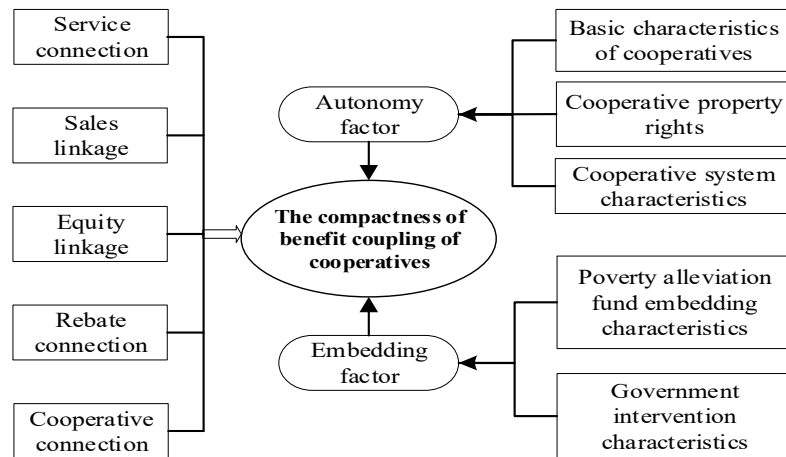 Service
connection
Sales
linkage
Equity
linkage
Rebate
connection
Cooperative
connection
Autonomy
factor
The compactness of
benefit coupling of
cooperatives
Embedding
factor
Basic characteristics
of cooperatives
Cooperative property
rights
Cooperative system
characteristics
Poverty alleviation
fund embedding
characteristics
Government
intervention
characteristics